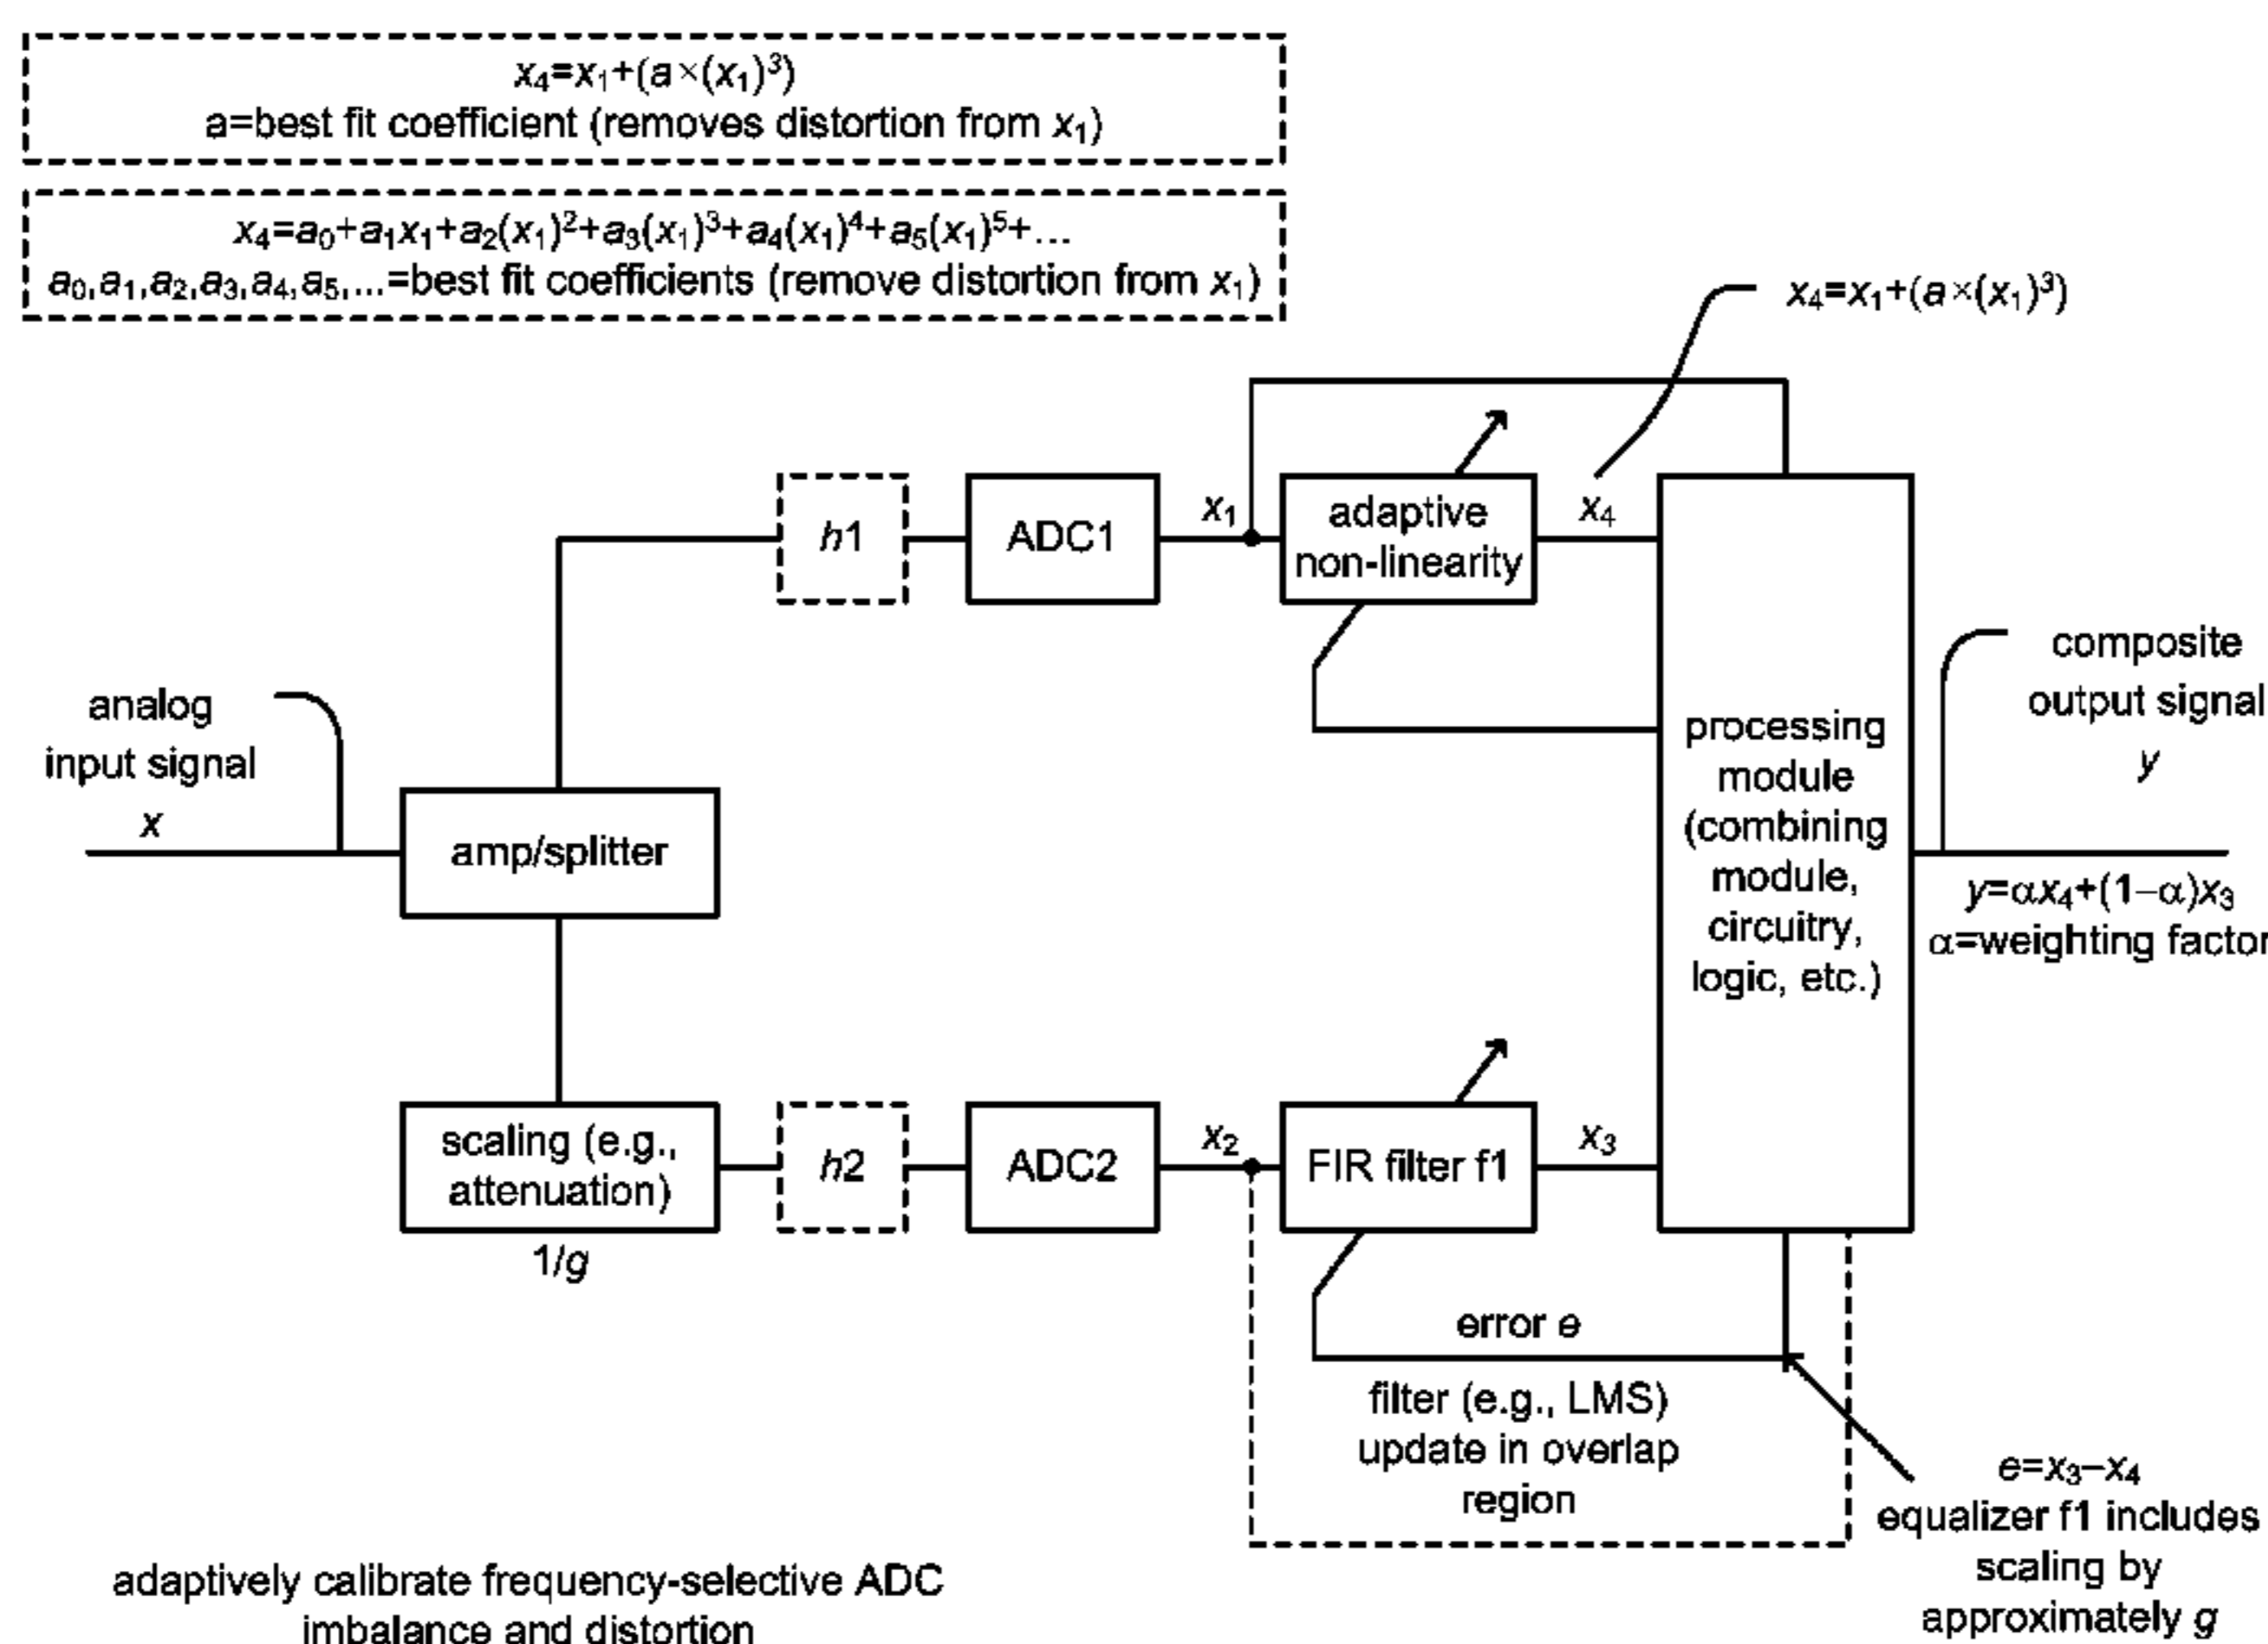 x₄=x₁+(a×(x₁)³)
a=best fit coefficient (removes distortion from x₁)
x₄=a₀+a₁x₁+a₂(x₁)²+a₃(x₁)³+a₄(x₁)⁴+a₅(x₁)⁵+...
a₀,a₁,a₂,a₃,a₄,a₅,...=best fit coefficients (remove distortion from x₁)
x₄=x₁+(a×(x₁)³)
h1
ADC1
x₁
adaptive
non-linearity
x₄
analog
input signal
x
amp/splitter
processing
module
(combining
module,
circuitry,
logic, etc.)
composite
output signal
y
y=αx₄+(1−α)x₃
α=weighting factor
scaling (e.g.,
attenuation)
1/g
h2
ADC2
x₂
FIR filter f1
x₃
error e
filter (e.g., LMS)
update in overlap
region
e=x₃−x₄
equalizer f1 includes
scaling by
approximately g
adaptively calibrate frequency-selective ADC
imbalance and distortion